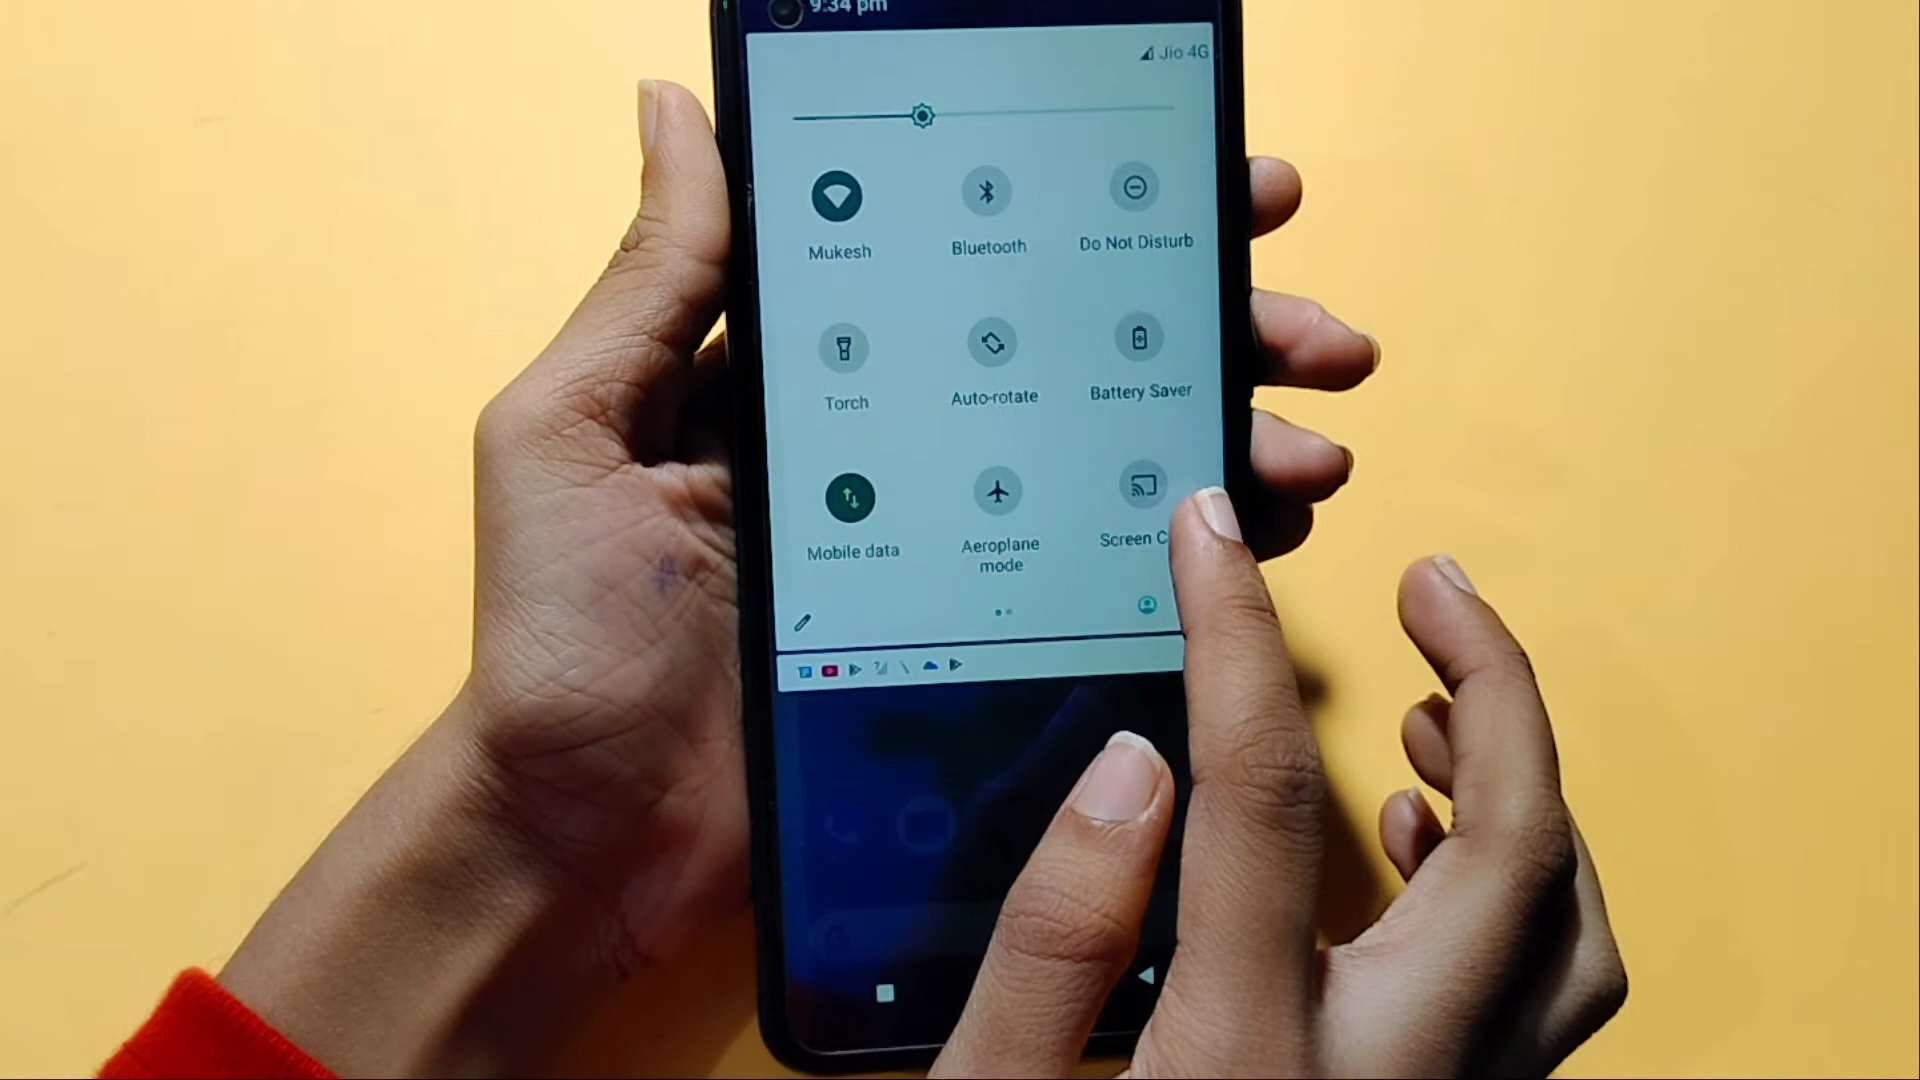 9:34 pm
Jio 4G
Mukesh
Bluetooth
Do Not Disturb
Torch
Auto-rotate
Battery Saver
Mobile data
Aeroplane
mode
Screen C